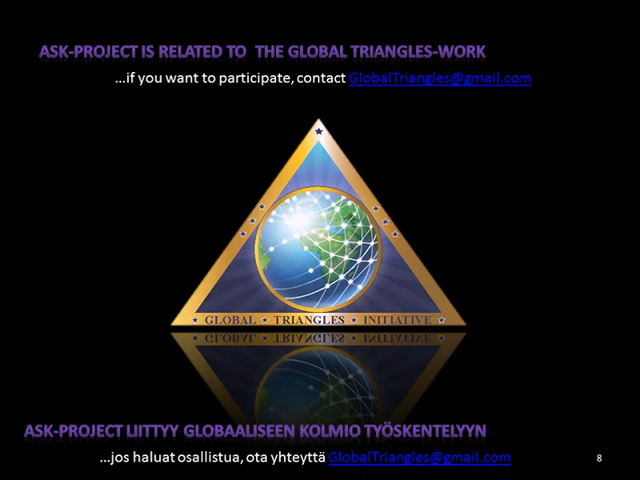 ASK-PROJECT IS RELATED TO THE GLOBAL TRIANGLES-WORK
...if you want to participate, contact GlobalTriangles@gmail.com
★ GLOBAL ★ TRIANGLES ★ INITIATIVE ★
ASK-PROJECT LIITTYY GLOBAALISEEN KOLMIO TYÖSKENTELYYN
...jos haluat osallistua, ota yhteyttä GlobalTriangles@gmail.com
8